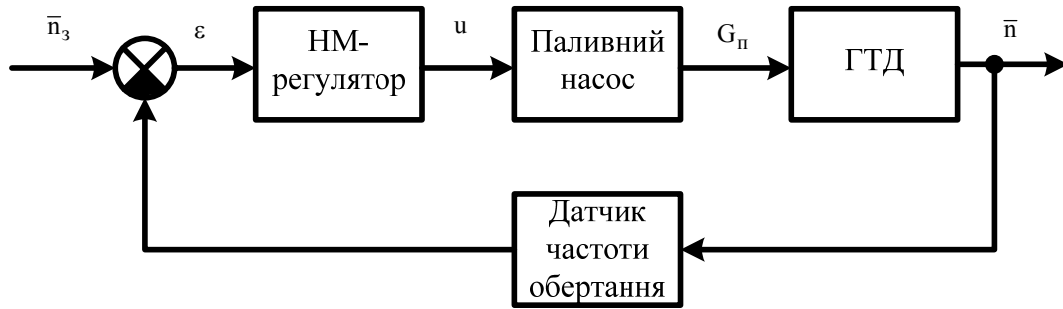 n̅з
ε
НМ-
регулятор
u
Паливний
насос
Gп
ГТД
n̅
Датчик
частоти
обертання